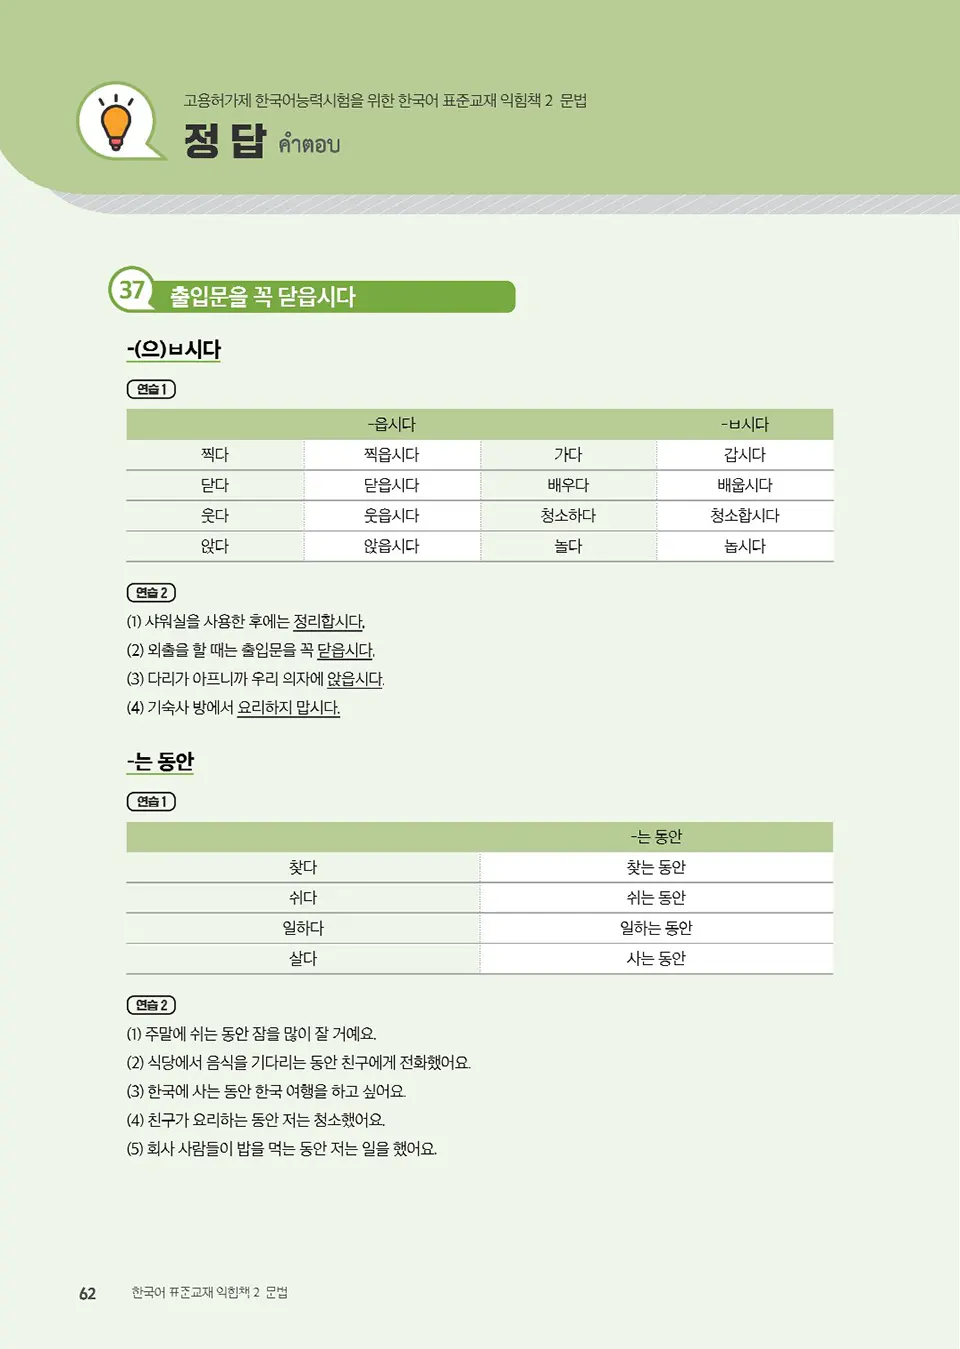 고용허가제 한국어능력시험을 위한 한국어 표준교재 익힘책 2 문법
정답 คำตอบ
37 출입문을 꼭 닫읍시다
-(으)ㅂ시다
연습 1
-읍시다 -ㅂ시다
찍다 찍읍시다 가다 갑시다
닫다 닫읍시다 배우다 배웁시다
웃다 웃읍시다 청소하다 청소합시다
앉다 앉읍시다 놀다 놉시다
연습 2
(1) 샤워실을 사용한 후에는 정리합시다.
(2) 외출을 할 때는 출입문을 꼭 닫읍시다.
(3) 다리가 아프니까 우리 의자에 앉읍시다.
(4) 기숙사 방에서 요리하지 맙시다.
-는 동안
연습 1
-는 동안
찾다 찾는 동안
쉬다 쉬는 동안
일하다 일하는 동안
살다 사는 동안
연습 2
(1) 주말에 쉬는 동안 잠을 많이 잘 거예요.
(2) 식당에서 음식을 기다리는 동안 친구에게 전화했어요.
(3) 한국에 사는 동안 한국 여행을 하고 싶어요.
(4) 친구가 요리하는 동안 저는 청소했어요.
(5) 회사 사람들이 밥을 먹는 동안 저는 일을 했어요.
62 한국어 표준교재 익힘책 2 문법